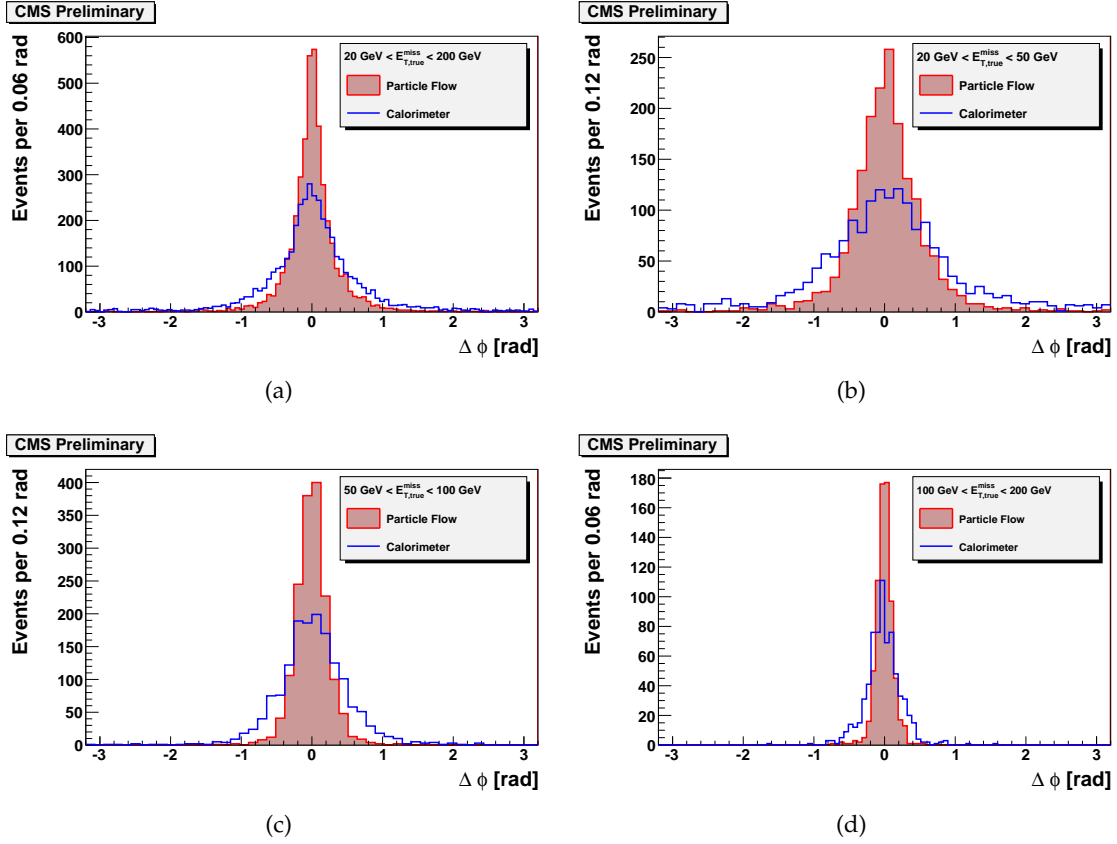 CMS Preliminary
Events per 0.06 rad
600
500
400
300
200
100
0
20 GeV < E^miss_T,true < 200 GeV
Particle Flow
Calorimeter
-3 -2 -1 0 1 2 3
Δ ϕ [rad]
(a)
CMS Preliminary
Events per 0.12 rad
250
200
150
100
50
0
20 GeV < E^miss_T,true < 50 GeV
Particle Flow
Calorimeter
-3 -2 -1 0 1 2 3
Δ ϕ [rad]
(b)
CMS Preliminary
Events per 0.12 rad
400
350
300
250
200
150
100
50
0
50 GeV < E^miss_T,true < 100 GeV
Particle Flow
Calorimeter
-3 -2 -1 0 1 2 3
Δ ϕ [rad]
(c)
CMS Preliminary
Events per 0.06 rad
180
160
140
120
100
80
60
40
20
0
100 GeV < E^miss_T,true < 200 GeV
Particle Flow
Calorimeter
-3 -2 -1 0 1 2 3
Δ ϕ [rad]
(d)